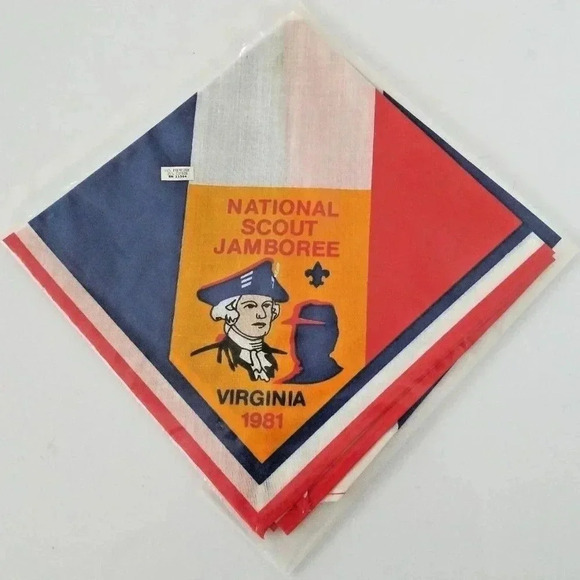 NATIONAL
SCOUT
JAMBOREE
VIRGINIA
1981